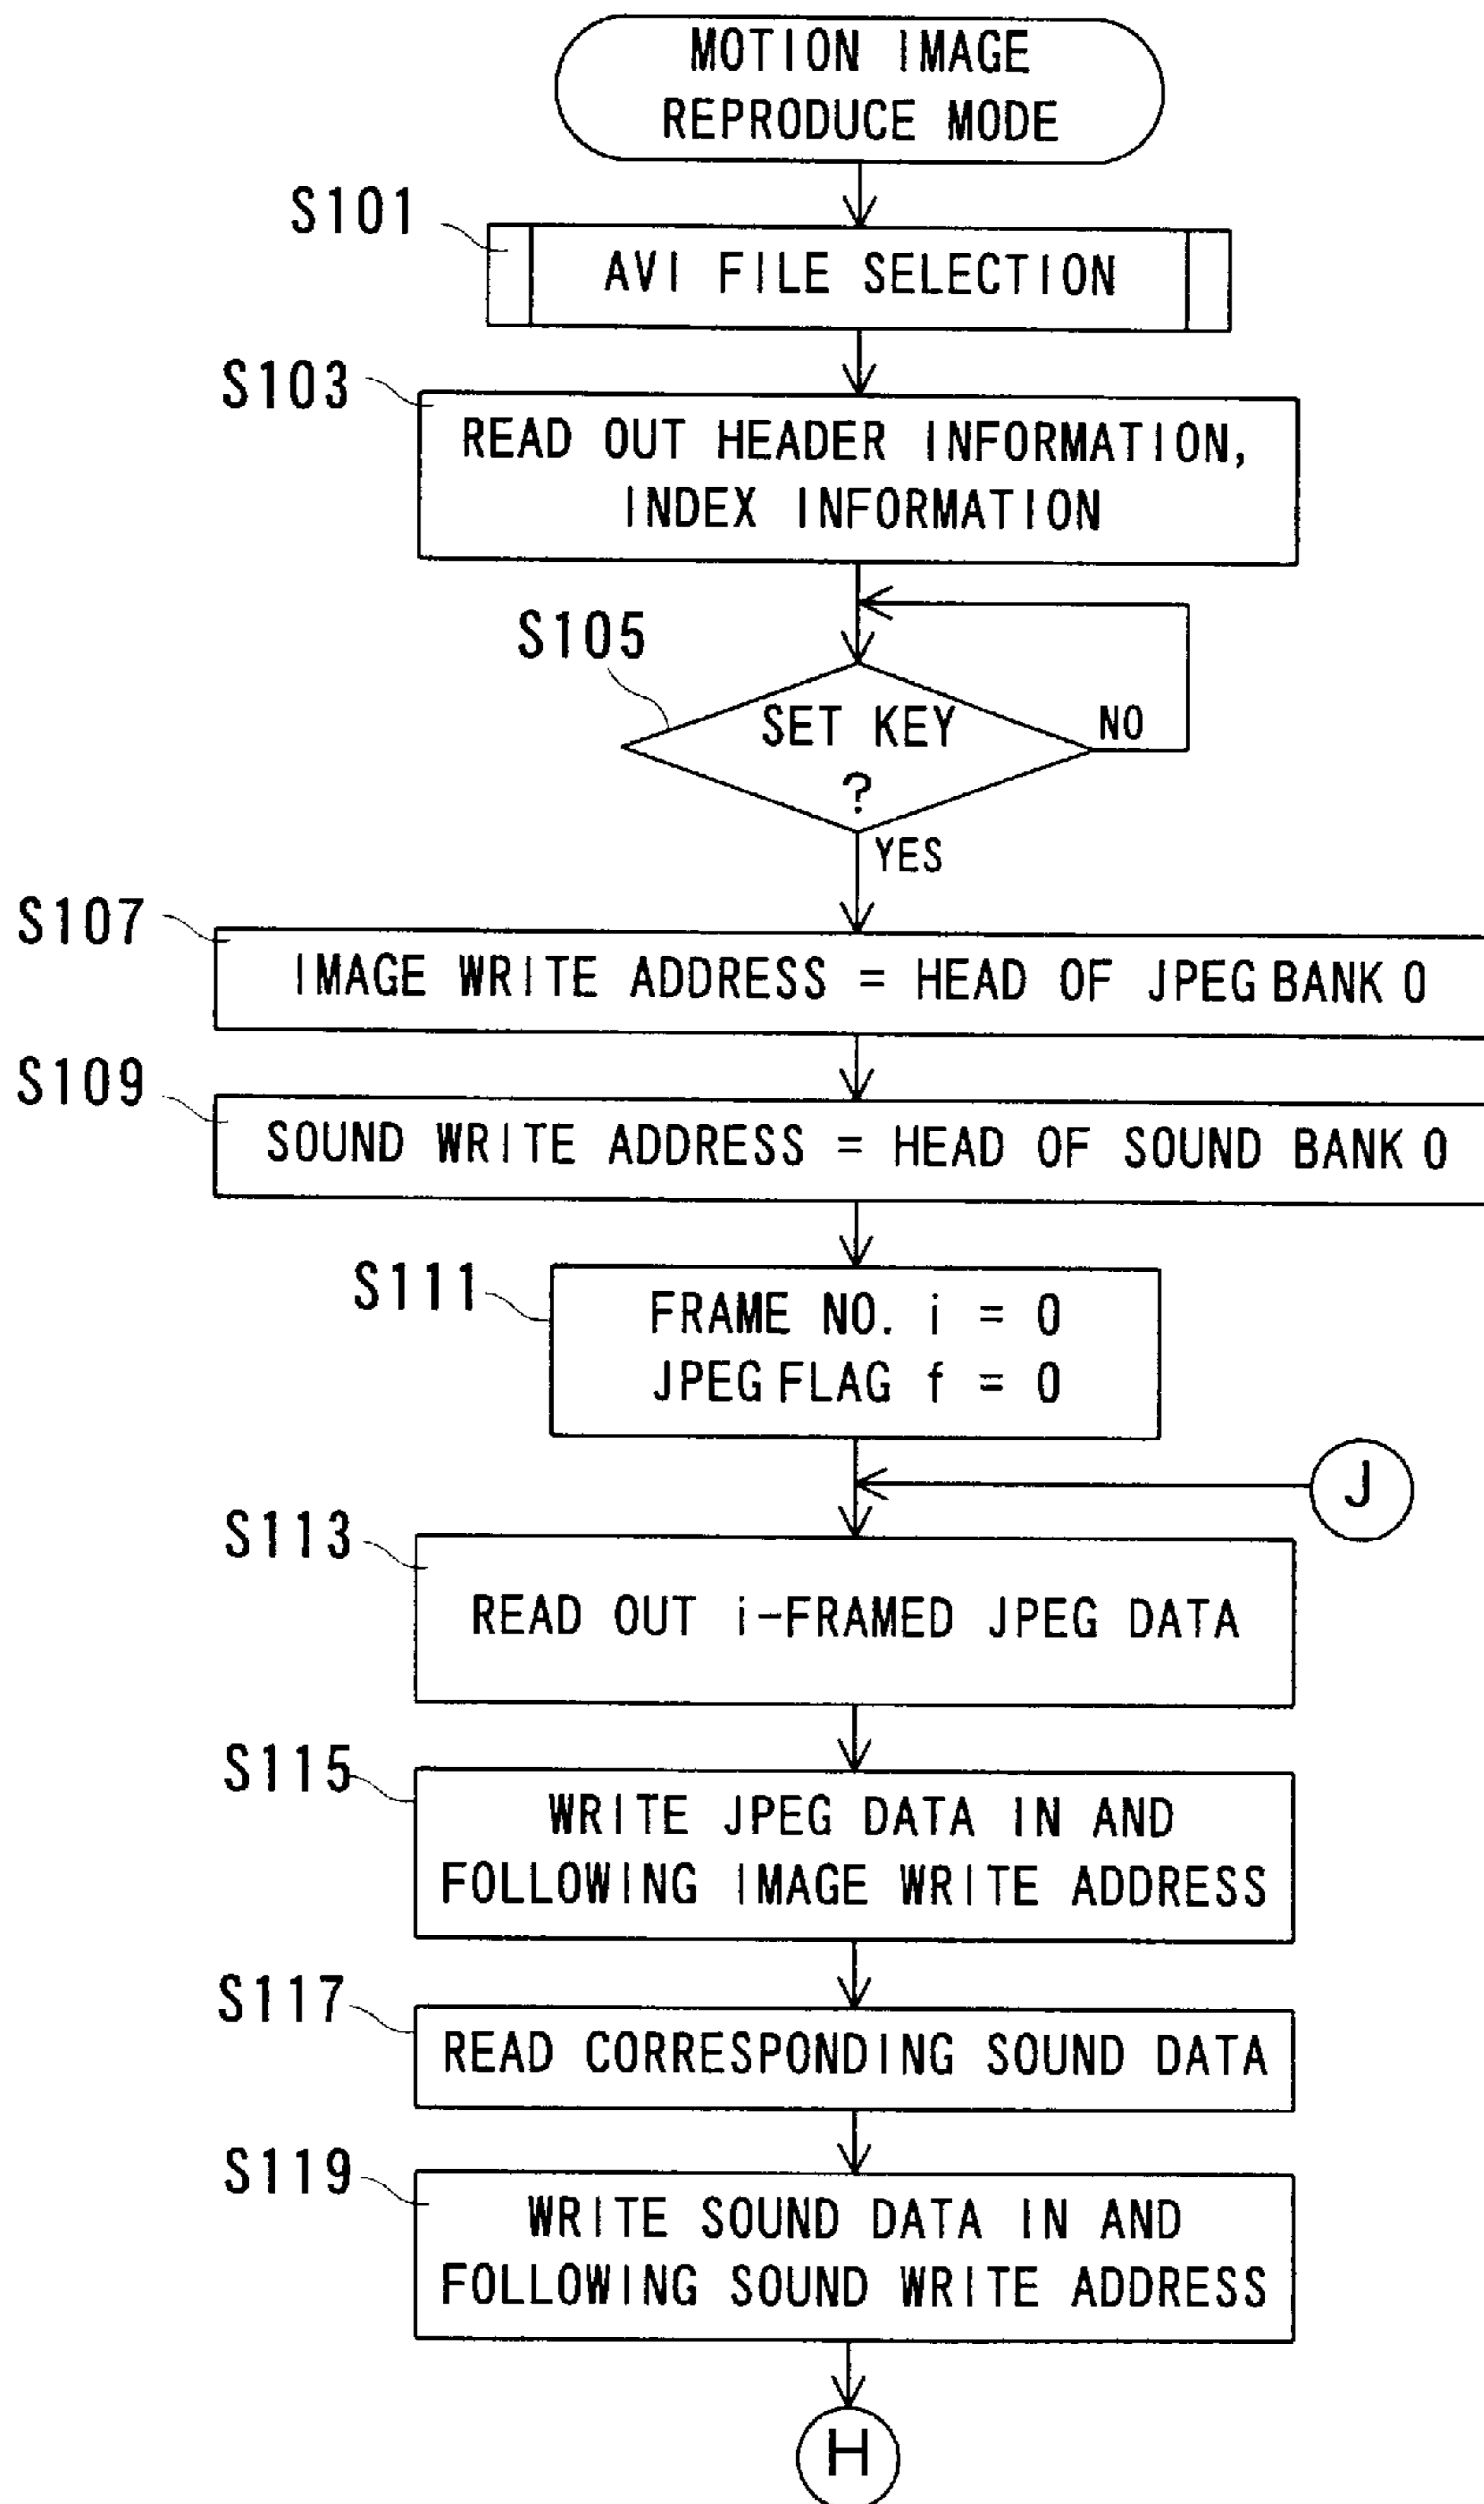 MOTION IMAGE
REPRODUCE MODE
S101
AVI FILE SELECTION
S103
READ OUT HEADER INFORMATION,
INDEX INFORMATION
S105
SET KEY
?
NO
YES
S107
IMAGE WRITE ADDRESS = HEAD OF JPEG BANK 0
S109
SOUND WRITE ADDRESS = HEAD OF SOUND BANK 0
S111
FRAME NO. i = 0
JPEG FLAG f = 0
J
S113
READ OUT i-FRAMED JPEG DATA
S115
WRITE JPEG DATA IN AND
FOLLOWING IMAGE WRITE ADDRESS
S117
READ CORRESPONDING SOUND DATA
S119
WRITE SOUND DATA IN AND
FOLLOWING SOUND WRITE ADDRESS
H